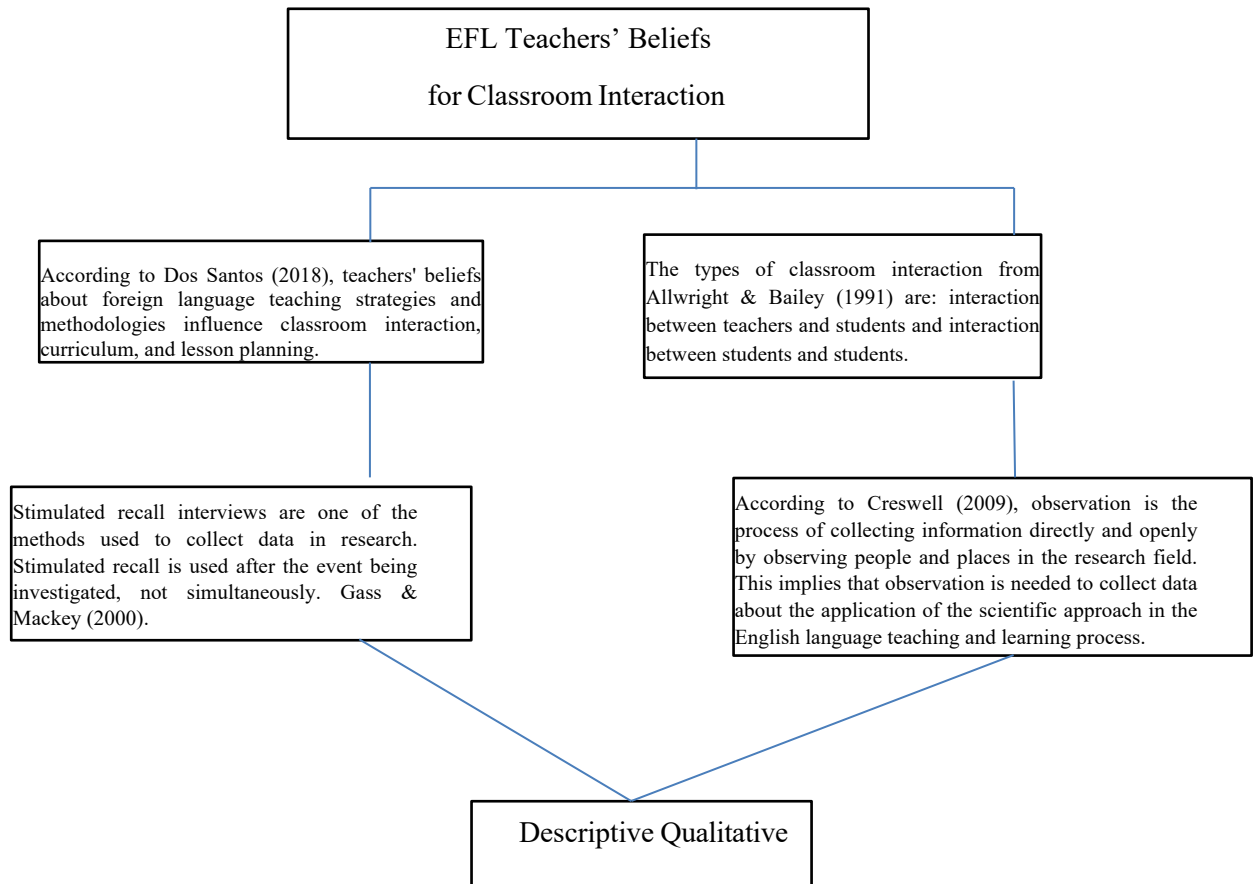 EFL Teachers’ Beliefs
for Classroom Interaction
According to Dos Santos (2018), teachers' beliefs
about foreign language teaching strategies and
methodologies influence classroom interaction,
curriculum, and lesson planning.
The types of classroom interaction from
Allwright & Bailey (1991) are: interaction
between teachers and students and interaction
between students and students.
Stimulated recall interviews are one of the
methods used to collect data in research.
Stimulated recall is used after the event being
investigated, not simultaneously. Gass &
Mackey (2000).
According to Creswell (2009), observation is the
process of collecting information directly and openly
by observing people and places in the research field.
This implies that observation is needed to collect data
about the application of the scientific approach in the
English language teaching and learning process.
Descriptive Qualitative